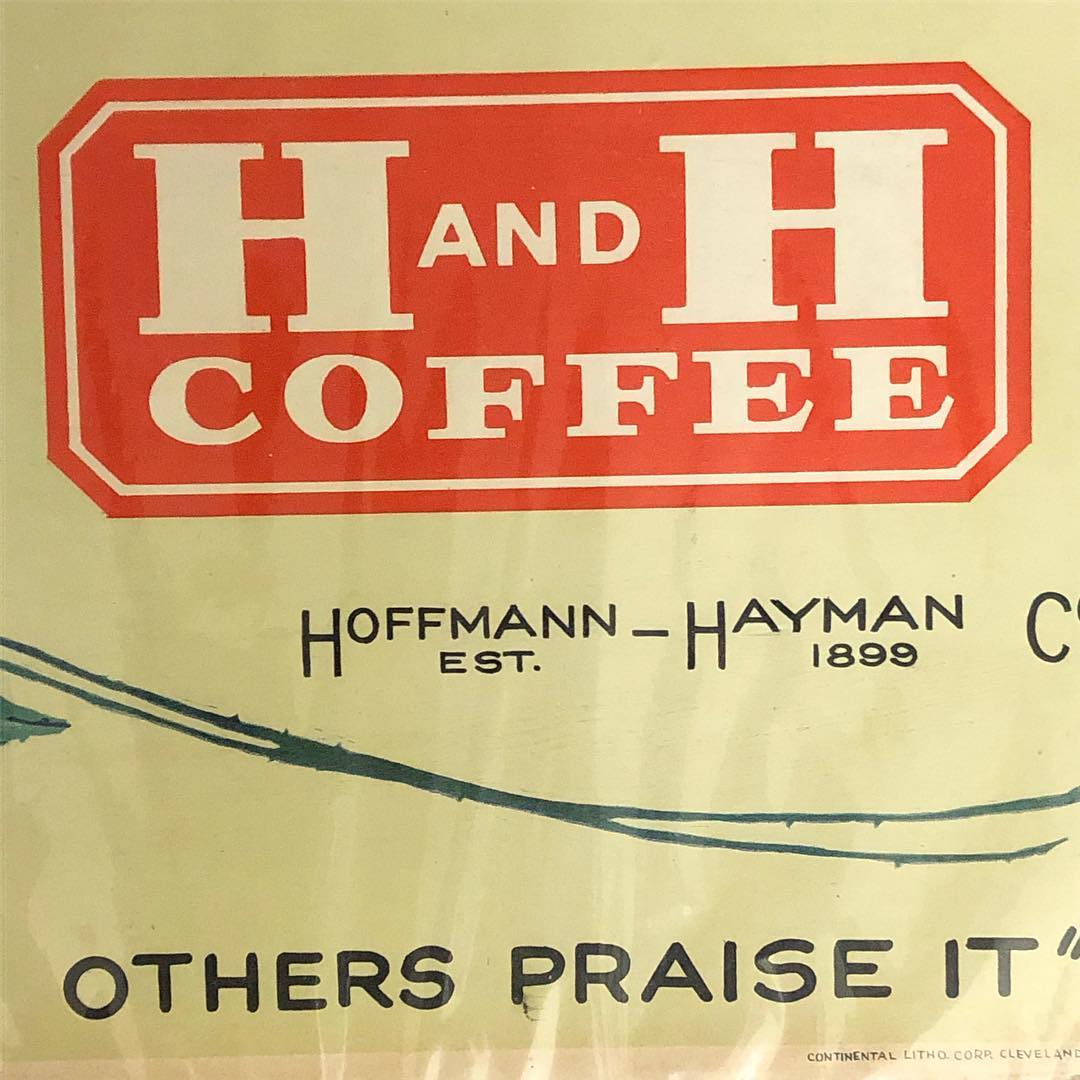 H AND H
COFFEE
HOFFMANN - HAYMAN
EST. 1899
OTHERS PRAISE IT"
CONTINENTAL LITHO. CORP. CLEVELAND